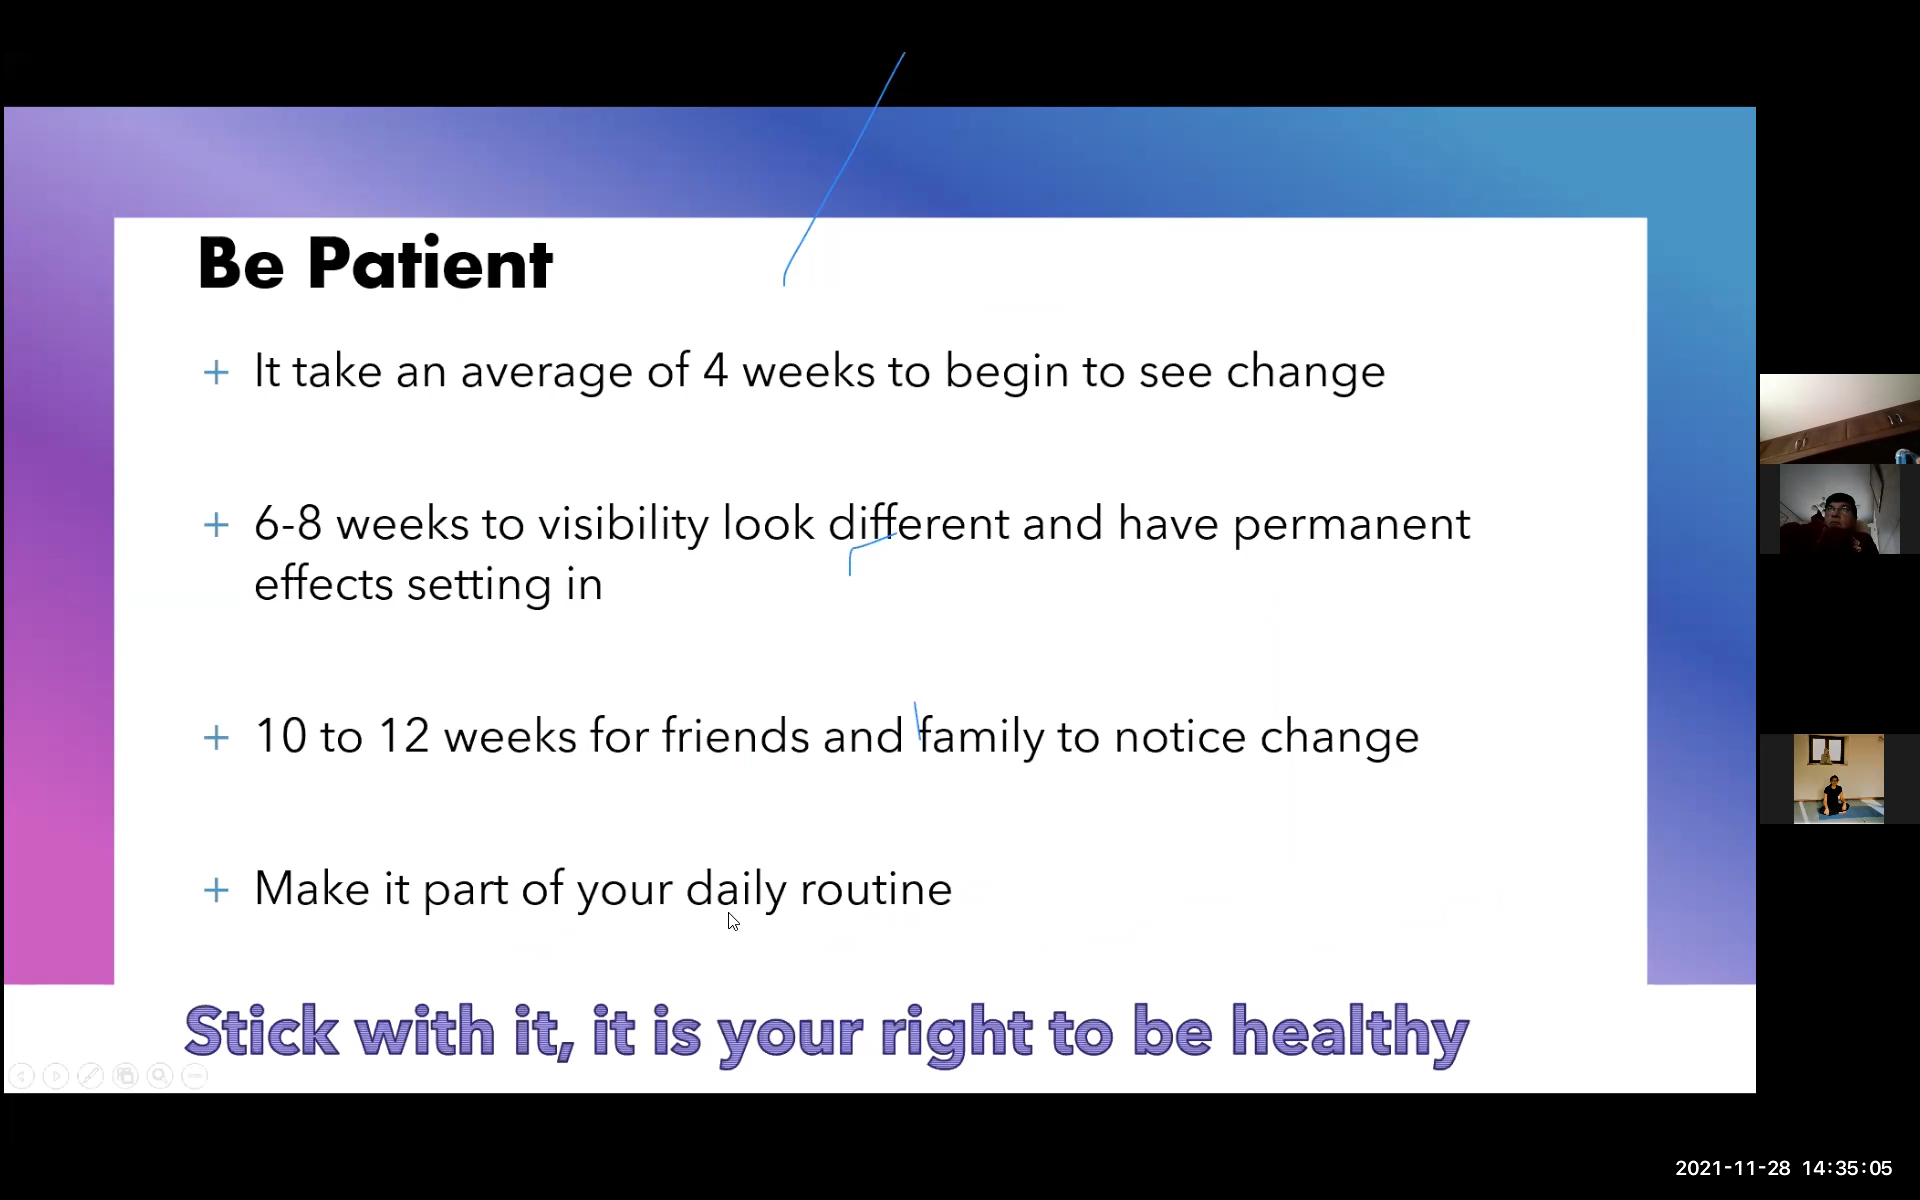 Be Patient
+ It take an average of 4 weeks to begin to see change
+ 6-8 weeks to visibility look different and have permanent
effects setting in
+ 10 to 12 weeks for friends and family to notice change
+ Make it part of your daily routine
Stick with it, it is your right to be healthy
2021-11-28 14:35:05